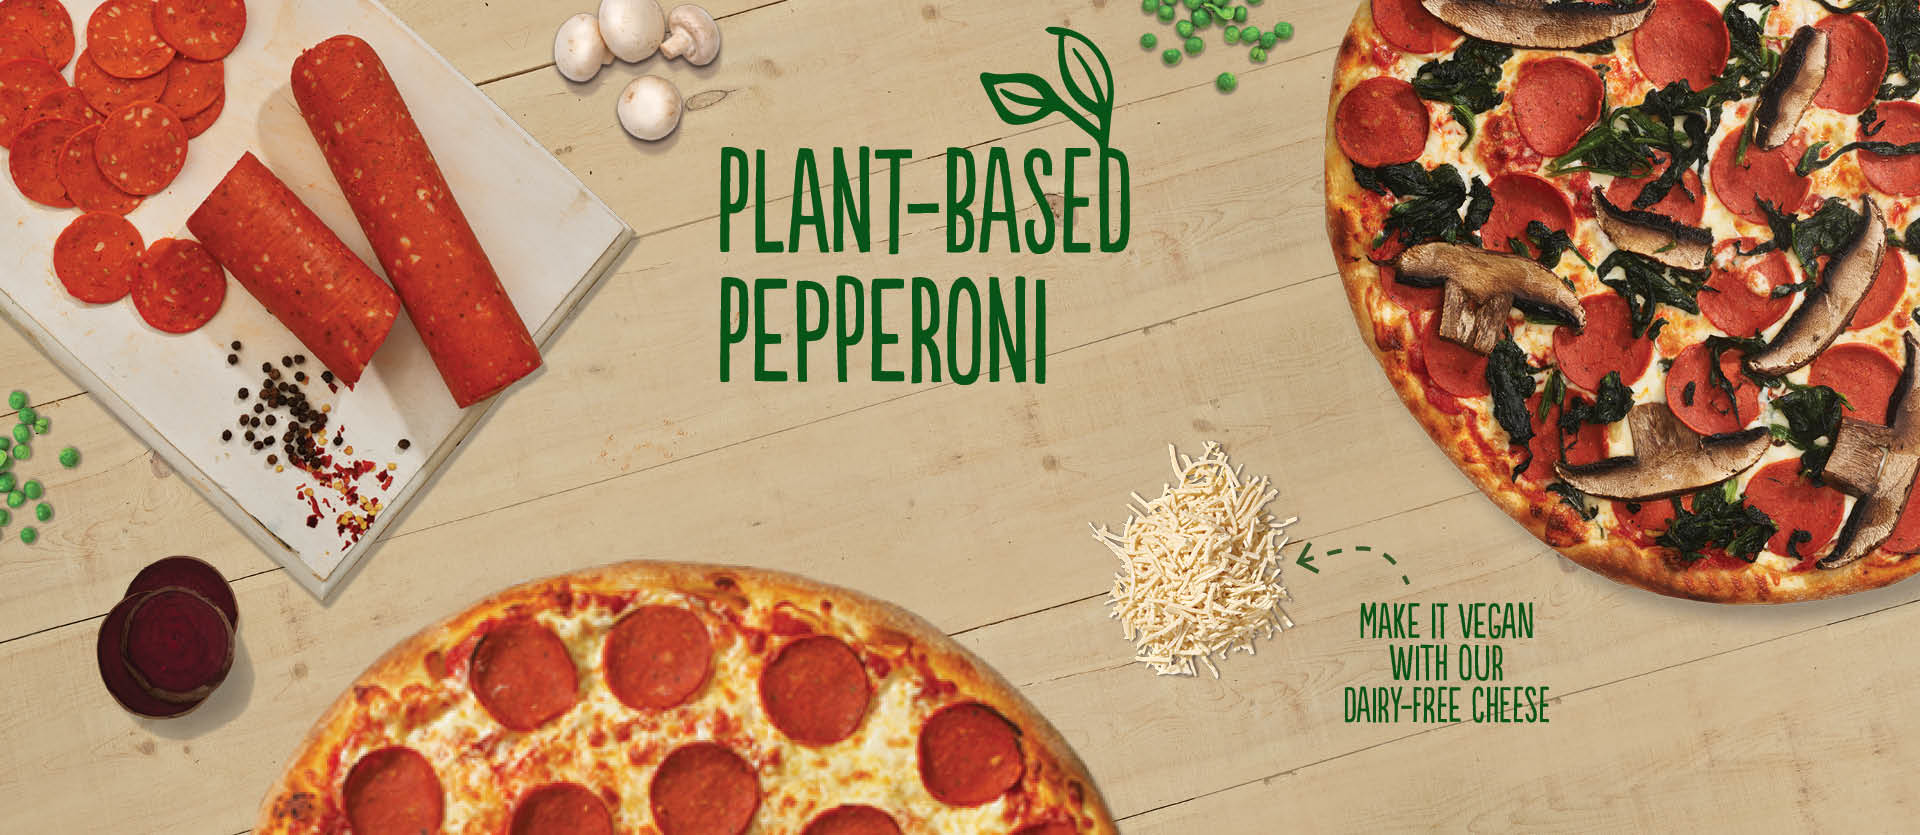 PLANT-BASED
PEPPERONI
MAKE IT VEGAN
WITH OUR
DAIRY-FREE CHEESE